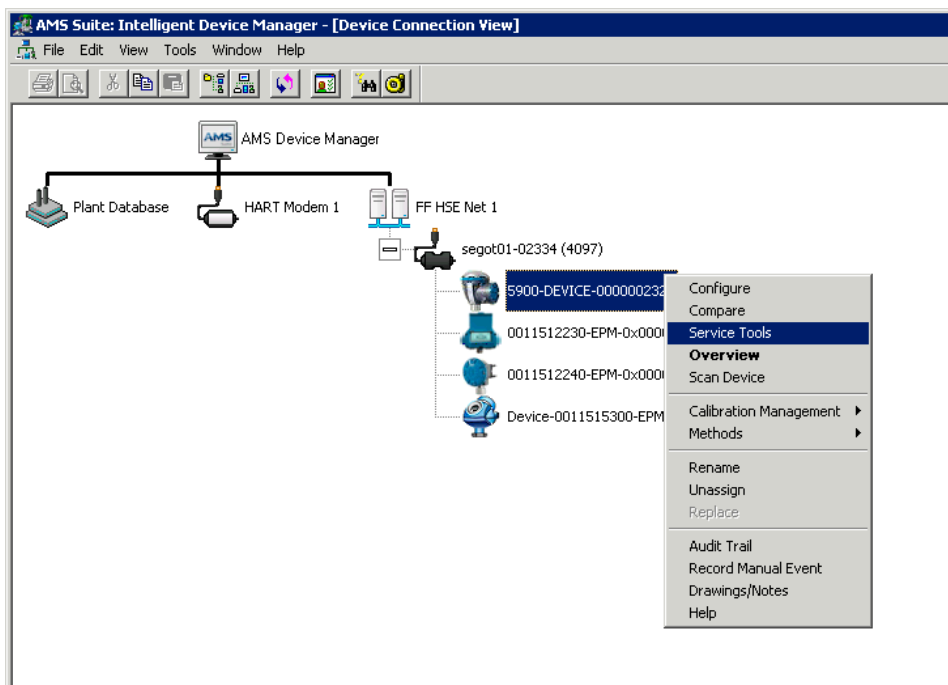 AMS Suite: Intelligent Device Manager - [Device Connection View]
File Edit View Tools Window Help
AMS
AMS Device Manager
Plant Database
HART Modem 1
FF HSE Net 1
segot01-02334 (4097)
5900-DEVICE-000000232
0011512230-EPM-0x000
0011512240-EPM-0x000
Device-0011515300-EPM
Configure
Compare
Service Tools
Overview
Scan Device
Calibration Management
Methods
Rename
Unassign
Replace
Audit Trail
Record Manual Event
Drawings/Notes
Help